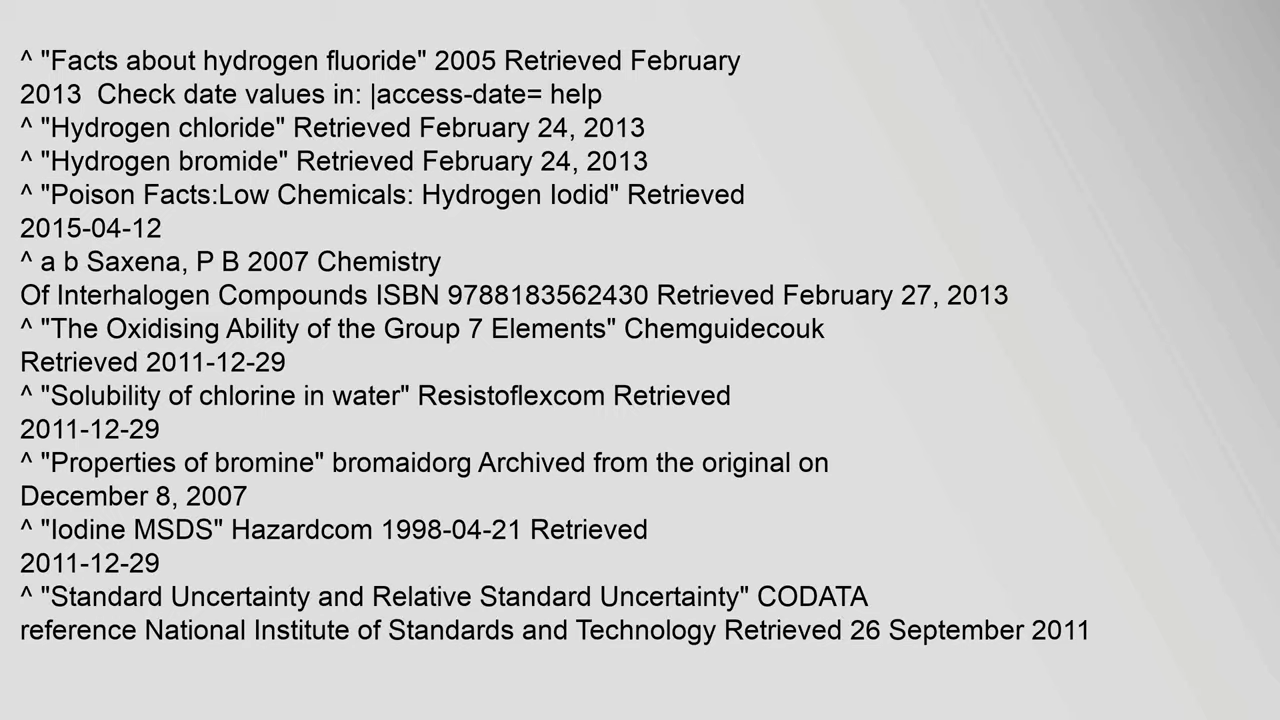 ^ "Facts about hydrogen fluoride" 2005 Retrieved February
2013  Check date values in: |access-date= help
^ "Hydrogen chloride" Retrieved February 24, 2013
^ "Hydrogen bromide" Retrieved February 24, 2013
^ "Poison Facts:Low Chemicals: Hydrogen Iodid" Retrieved
2015-04-12
^ a b Saxena, P B 2007 Chemistry
Of Interhalogen Compounds ISBN 9788183562430 Retrieved February 27, 2013
^ "The Oxidising Ability of the Group 7 Elements" Chemguidecouk
Retrieved 2011-12-29
^ "Solubility of chlorine in water" Resistoflexcom Retrieved
2011-12-29
^ "Properties of bromine" bromaidorg Archived from the original on
December 8, 2007
^ "Iodine MSDS" Hazardcom 1998-04-21 Retrieved
2011-12-29
^ "Standard Uncertainty and Relative Standard Uncertainty" CODATA
reference National Institute of Standards and Technology Retrieved 26 September 2011